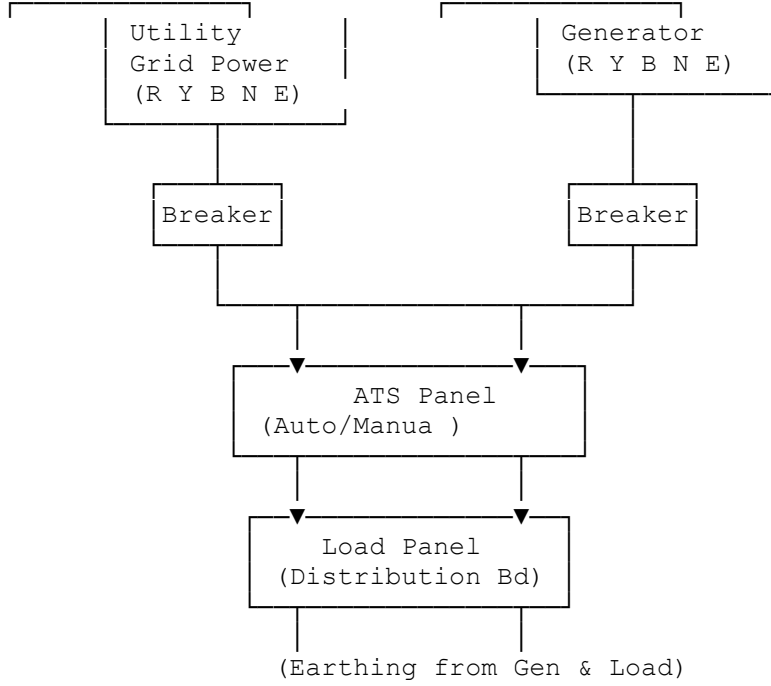 Utility
Grid Power
(R Y B N E)
Generator
(R Y B N E)
Breaker
Breaker
ATS Panel
(Auto/Manua )
Load Panel
(Distribution Bd)
(Earthing from Gen & Load)